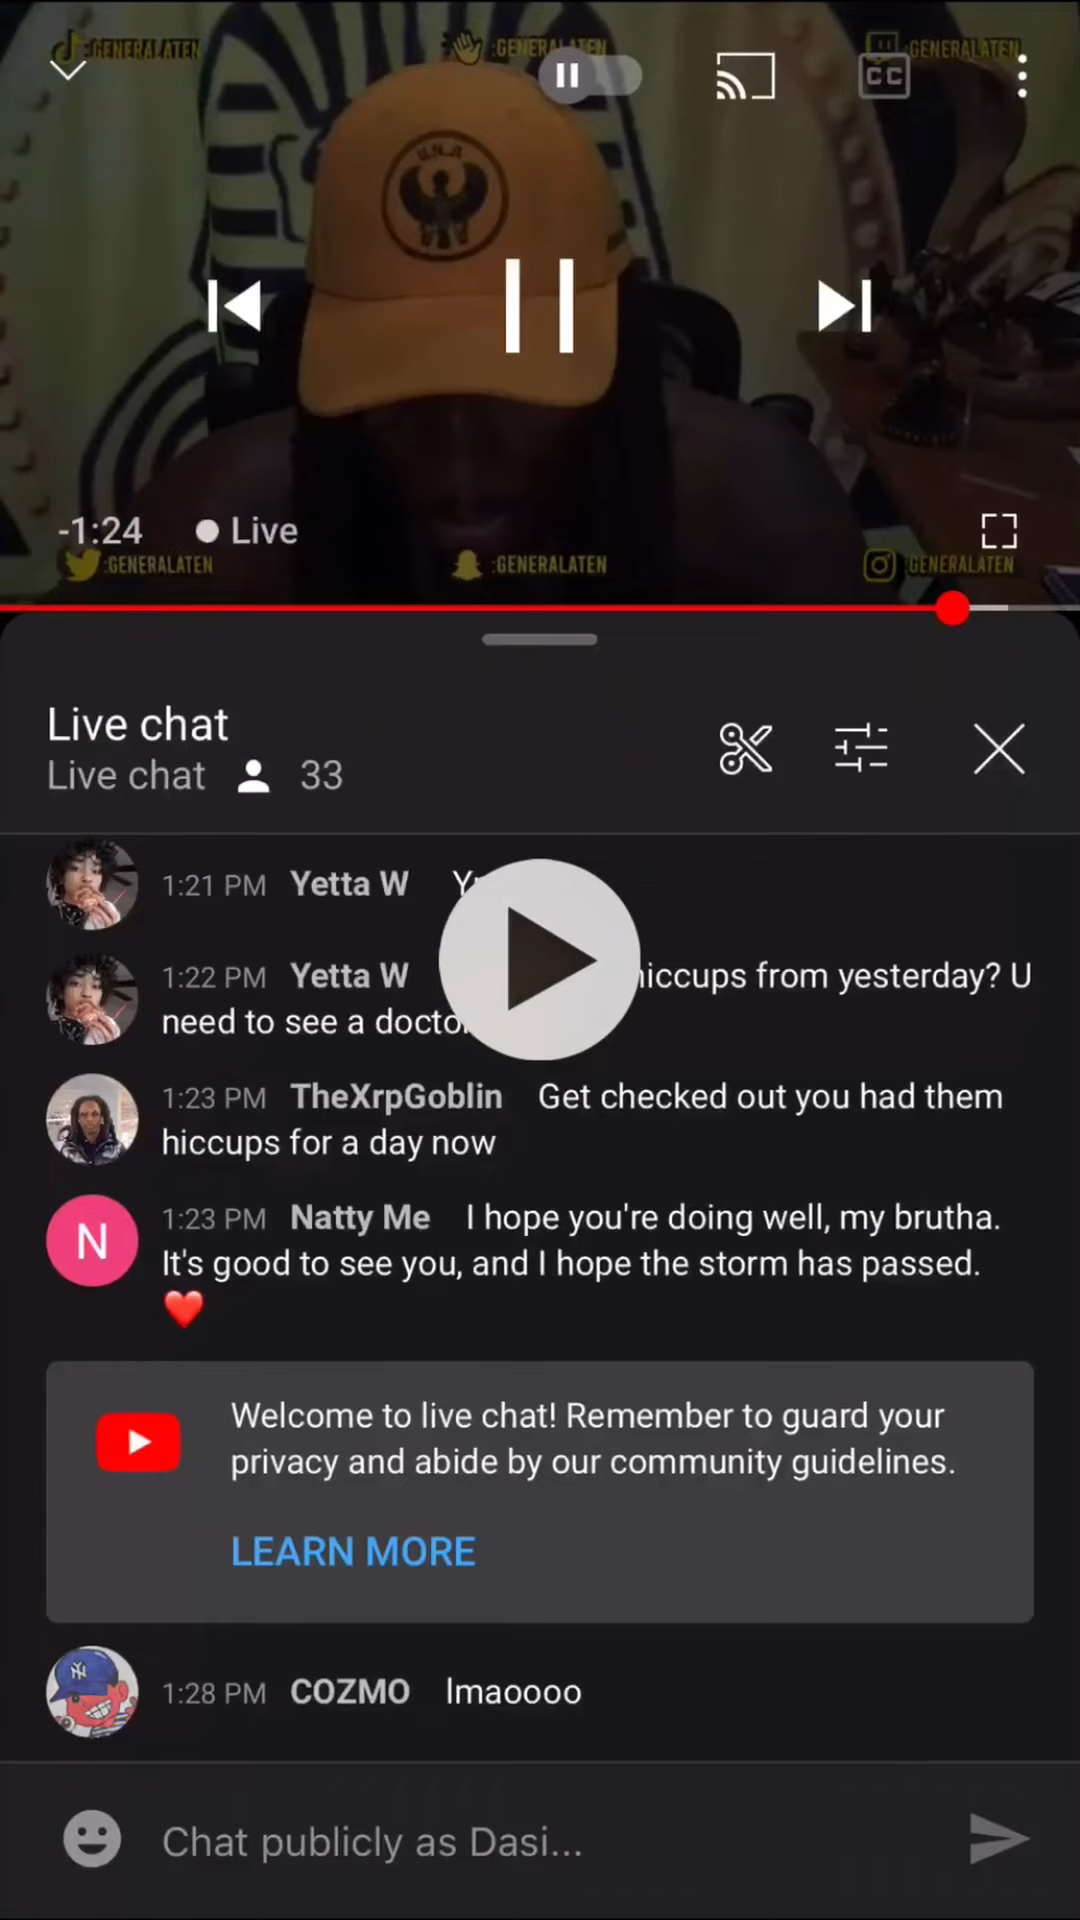 :GENERALATEN
:GENERALATEN
:GENERALATEN
CC
U.N.A
-1:24 Live
:GENERALATEN
:GENERALATEN
:GENERALATEN
Live chat
Live chat 33
1:21 PM Yetta W
1:22 PM Yetta W hiccups from yesterday? U
need to see a doctor
1:23 PM TheXrpGoblin Get checked out you had them
hiccups for a day now
N
1:23 PM Natty Me I hope you're doing well, my brutha.
It's good to see you, and I hope the storm has passed.
❤️
Welcome to live chat! Remember to guard your
privacy and abide by our community guidelines.
LEARN MORE
NY
1:28 PM COZMO lmaoooo
Chat publicly as Dasi...